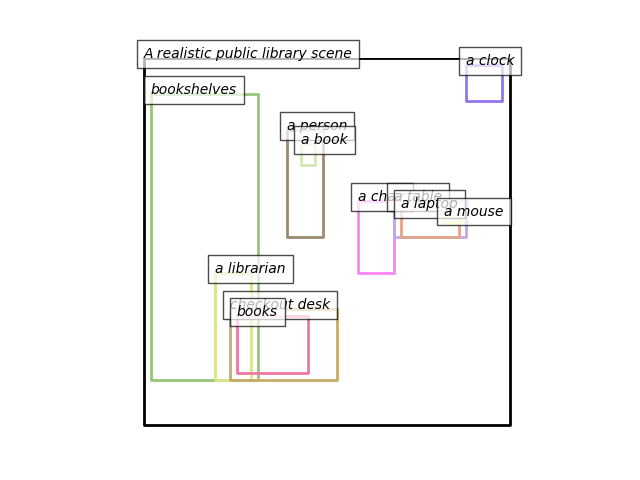 A realistic public library scene
a clock
bookshelves
a person
a book
a chair
a table
a laptop
a mouse
a librarian
checkout desk
books